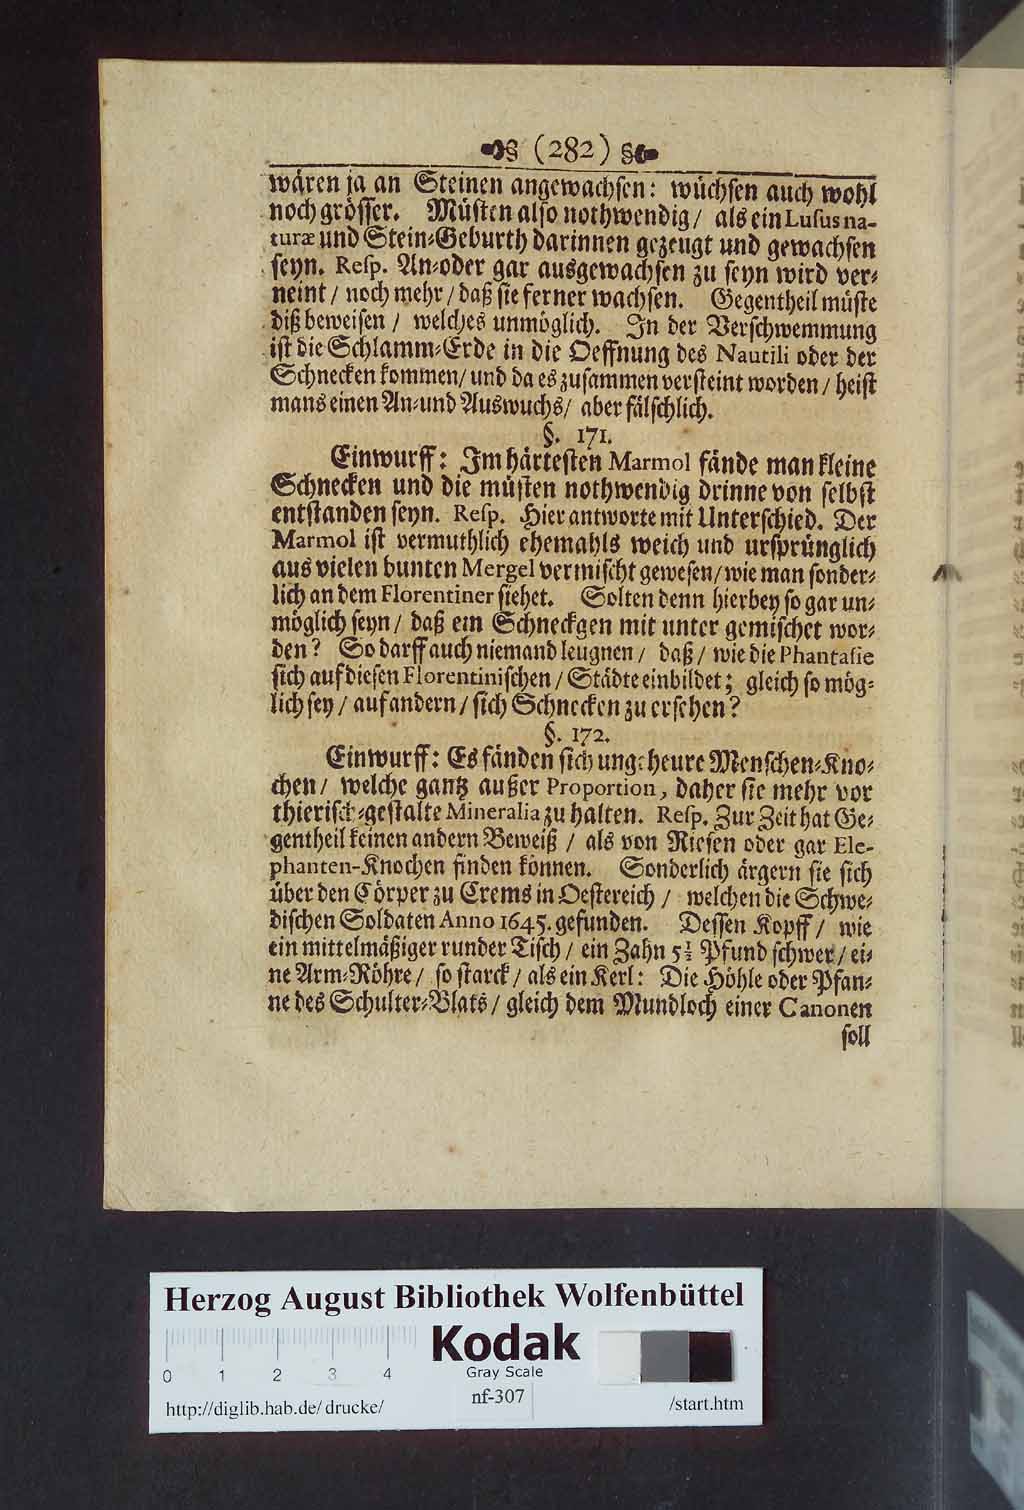 (282)
wären ja an Steinen angewachsen: wüchsen auch wohl
noch grösser. Müsten also nothwendig / als ein Lusus na-
turæ und Stein-Geburth darinnen gezeugt und gewachsen
seyn. Resp. An-oder gar ausgewachsen zu seyn wird ver-
neint / noch mehr / daß sie ferner wachsen. Gegentheil müste
diß beweisen / welches unmöglich. In der Verschwemmung
ist die Schlamm-Erde in die Oeffnung des Nautili oder der
Schnecken kommen / und da es zusammen versteint worden / heist
mans einen An-und Auswuchs / aber fälschlich.
§. 171.
Einwurff: Im härtesten Marmol fände man kleine
Schnecken und die müsten nothwendig drinne von selbst
entstanden seyn. Resp. Hier antworte mit Unterschied. Der
Marmol ist vermuthlich ehemahls weich und ursprünglich
aus vielen bunten Mergel vermischt gewesen / wie man sonder-
lich an dem Florentiner siehet. Solten denn hierbey so gar un-
möglich seyn / daß ein Schneckgen mit unter gemischet wor-
den? So darff auch niemand leugnen / daß / wie die Phantasie
sich auf diesen Florentinischen / Städte einbildet; gleich so mög-
lich sey / auf andern / sich Schnecken zu ersehen?
§. 172.
Einwurff: Es fänden sich ungeheure Menschen-Kno-
chen / welche gantz außer Proportion, daher sie mehr vor
thierisch-gestalte Mineralia zu halten. Resp. Zur Zeit hat Ge-
gentheil keinen andern Beweiß / als von Riesen oder gar Ele-
phanten-Knochen finden können. Sonderlich ärgern sie sich
über den Cörper zu Crems in Oestereich / welchen die Schwe-
dischen Soldaten Anno 1645. gefunden. Dessen Kopff / wie
ein mittelmäßiger runder Tisch / ein Zahn 5½ Pfund schwer / ei-
ne Arm-Röhre / so starck / als ein Kerl: Die Höhle oder Pfan-
ne des Schulter-Blats / gleich dem Mundloch einer Canonen
soll
Herzog August Bibliothek Wolfenbüttel
Kodak
0 1 2 3 4
Gray Scale
nf-307
http://diglib.hab.de/drucke/ /start.htm